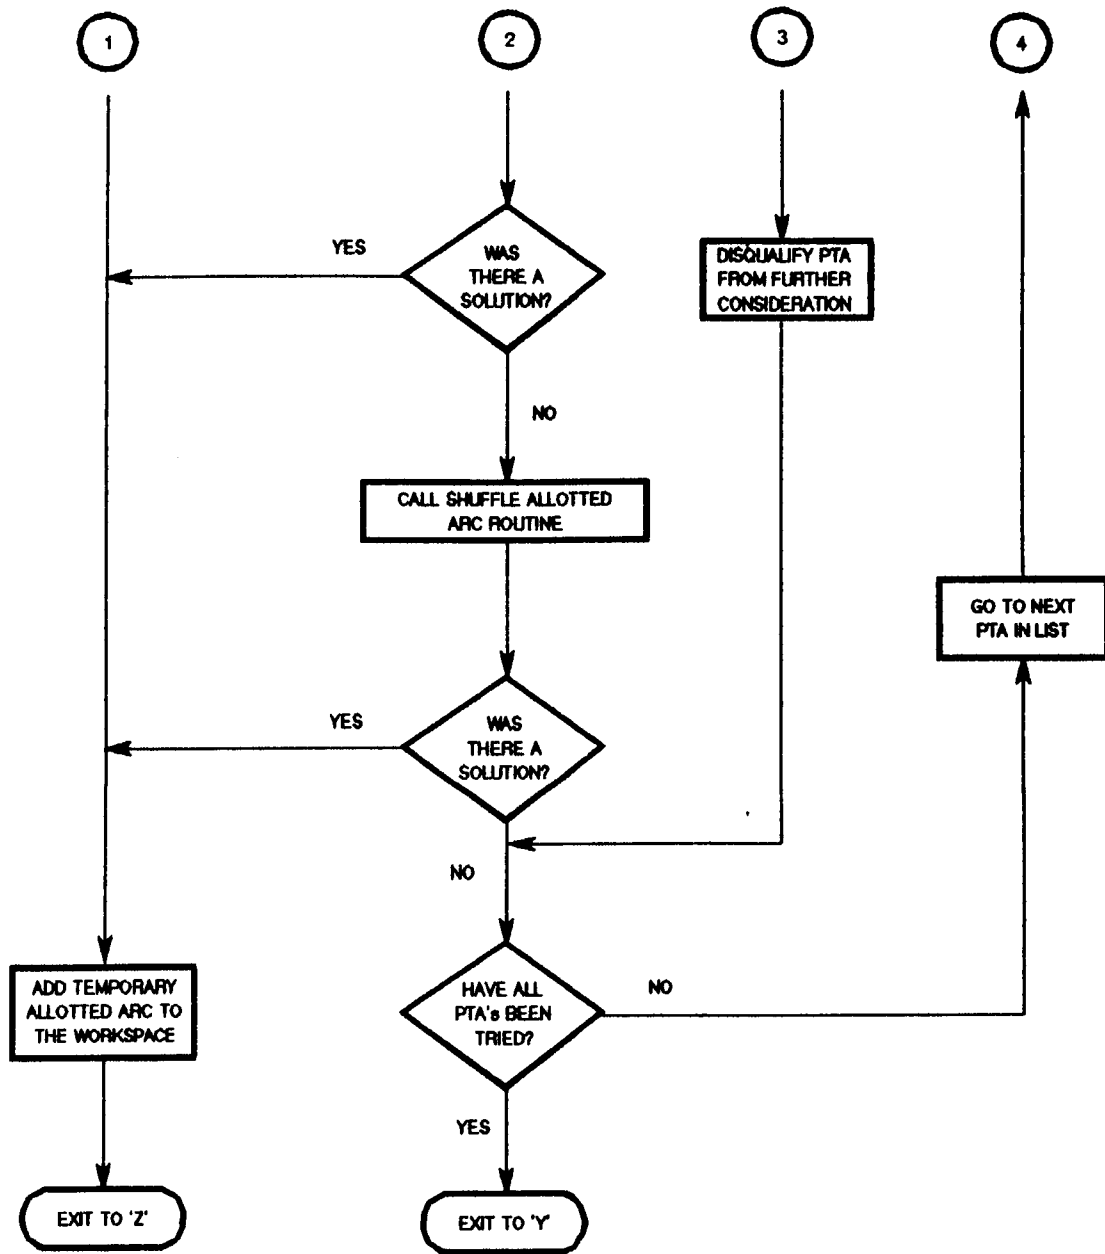 1
2
3
4
YES
WAS
THERE A
SOLUTION?
DISQUALIFY PTA
FROM FURTHER
CONSIDERATION
NO
CALL SHUFFLE ALLOTTED
ARC ROUTINE
GO TO NEXT
PTA IN LIST
YES
WAS
THERE A
SOLUTION?
NO
ADD TEMPORARY
ALLOTTED ARC TO
THE WORKSPACE
HAVE ALL
PTA's BEEN
TRIED?
NO
YES
EXIT TO 'Z'
EXIT TO 'Y'